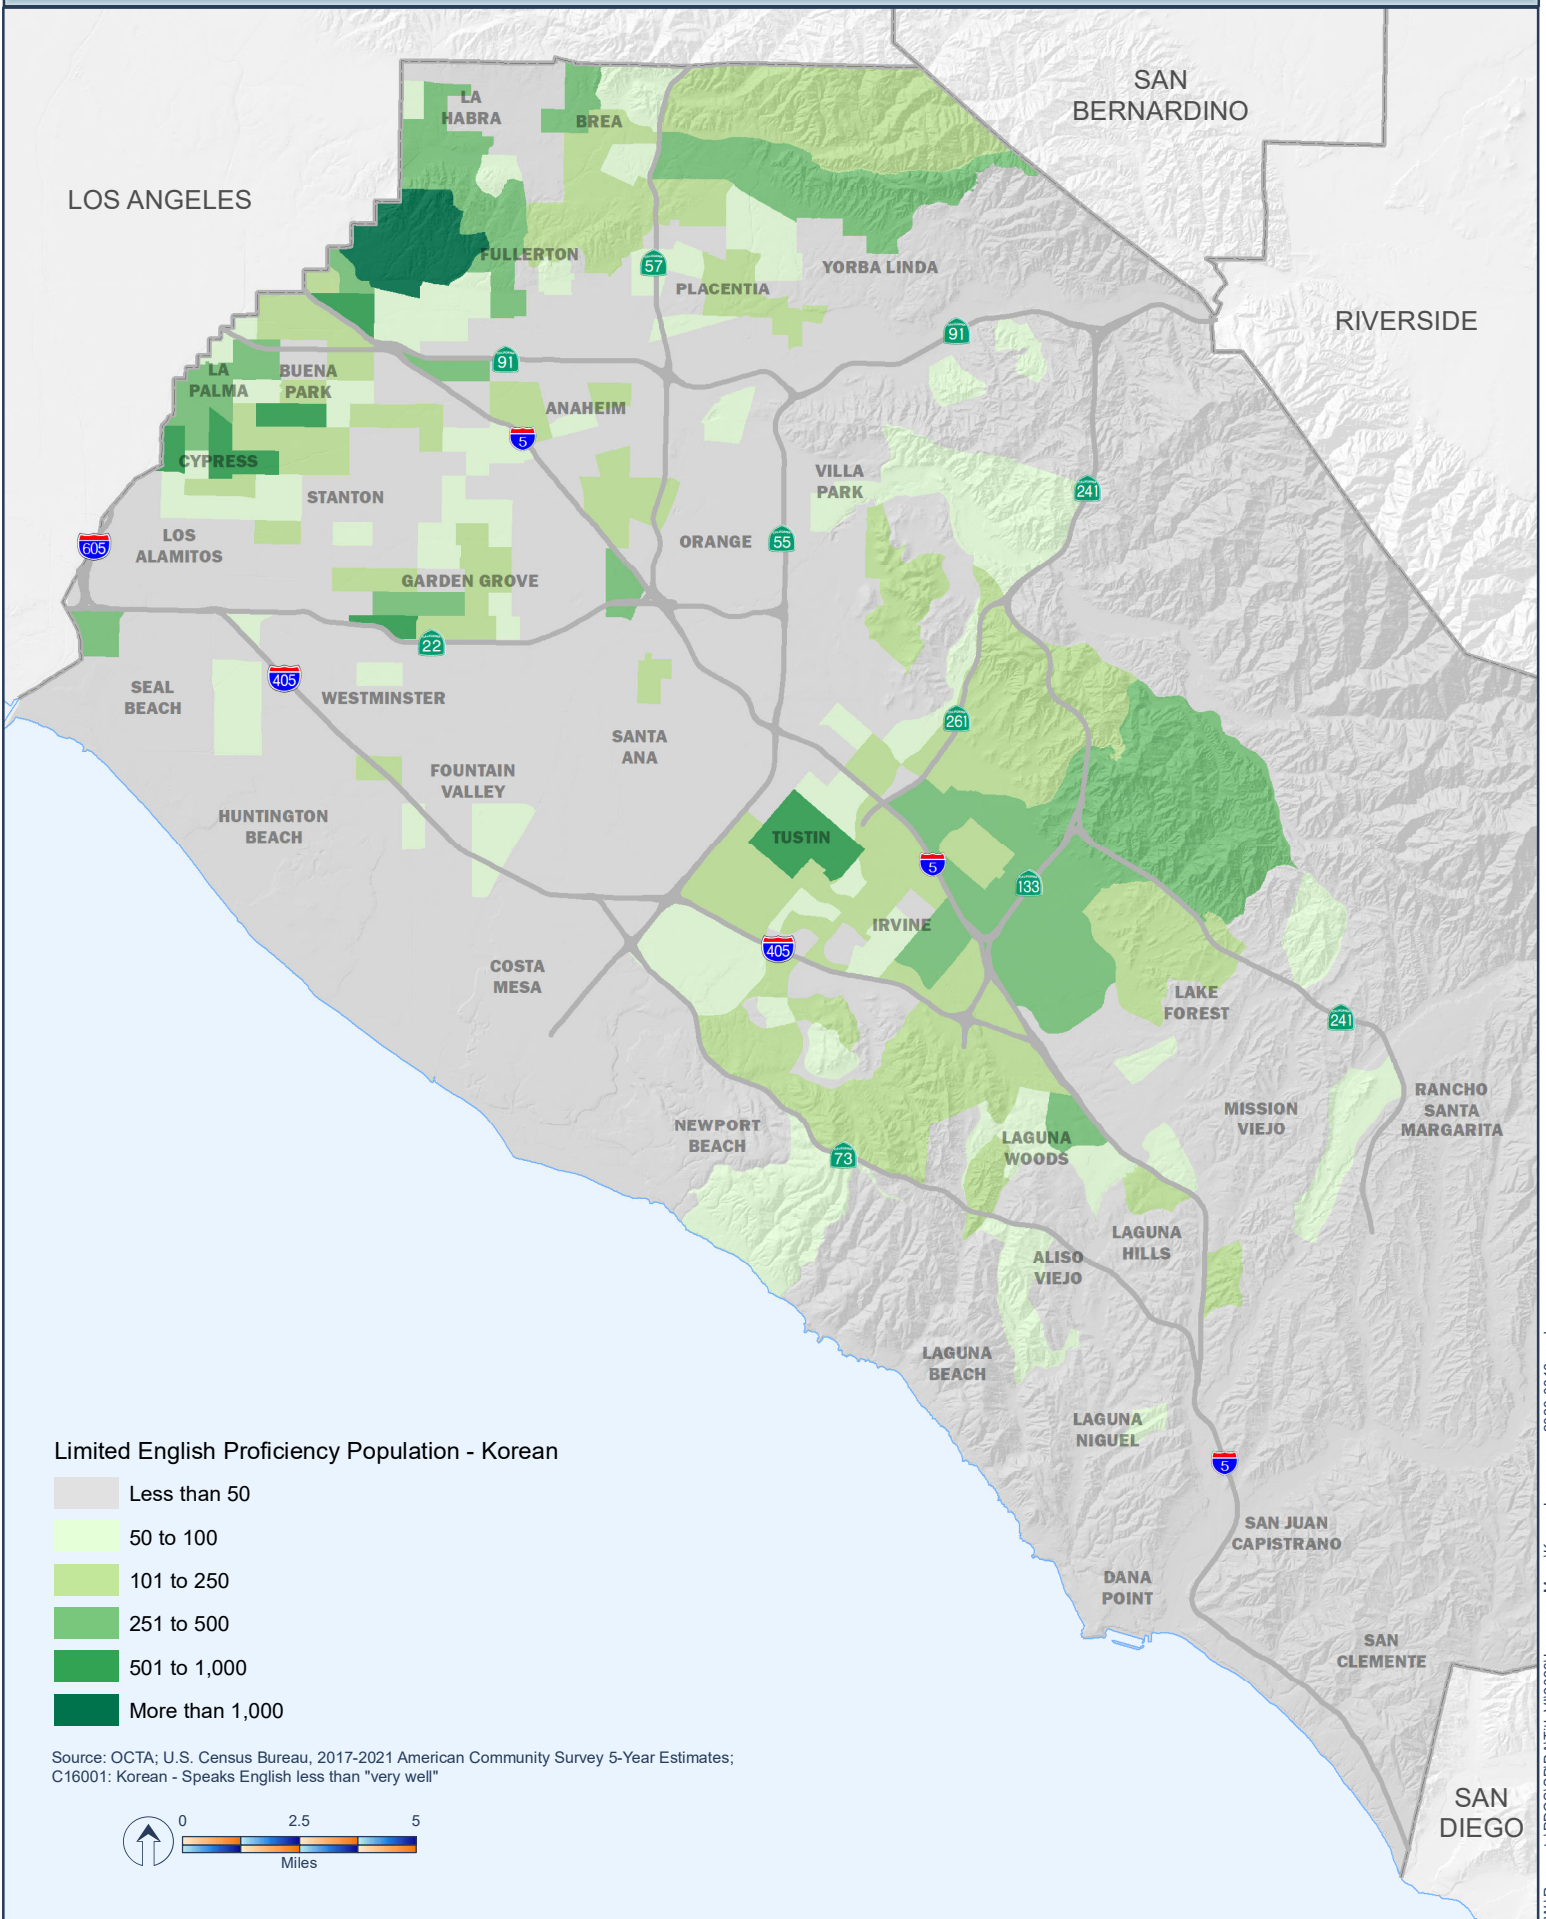 SAN
BERNARDINO
LA
HABRA
BREA
LOS ANGELES
FULLERTON
57
YORBA LINDA
PLACENTIA
RIVERSIDE
91
91
LA
PALMA
BUENA
PARK
ANAHEIM
5
CYPRESS
STANTON
VILLA
PARK
241
LOS
ALAMITOS
605
ORANGE
55
GARDEN GROVE
22
SEAL
BEACH
405
WESTMINSTER
261
SANTA
ANA
FOUNTAIN
VALLEY
HUNTINGTON
BEACH
TUSTIN
5
133
IRVINE
405
COSTA
MESA
LAKE
FOREST
241
RANCHO
SANTA
MARGARITA
MISSION
VIEJO
NEWPORT
BEACH
LAGUNA
WOODS
73
LAGUNA
HILLS
ALISO
VIEJO
LAGUNA
BEACH
LAGUNA
NIGUEL
5
SAN JUAN
CAPISTRANO
DANA
POINT
SAN
CLEMENTE
SAN
DIEGO
Limited English Proficiency Population - Korean
Less than 50
50 to 100
101 to 250
251 to 500
501 to 1,000
More than 1,000
Source: OCTA; U.S. Census Bureau, 2017-2021 American Community Survey 5-Year Estimates;
C16001: Korean - Speaks English less than "very well"
0 2.5 5
Miles